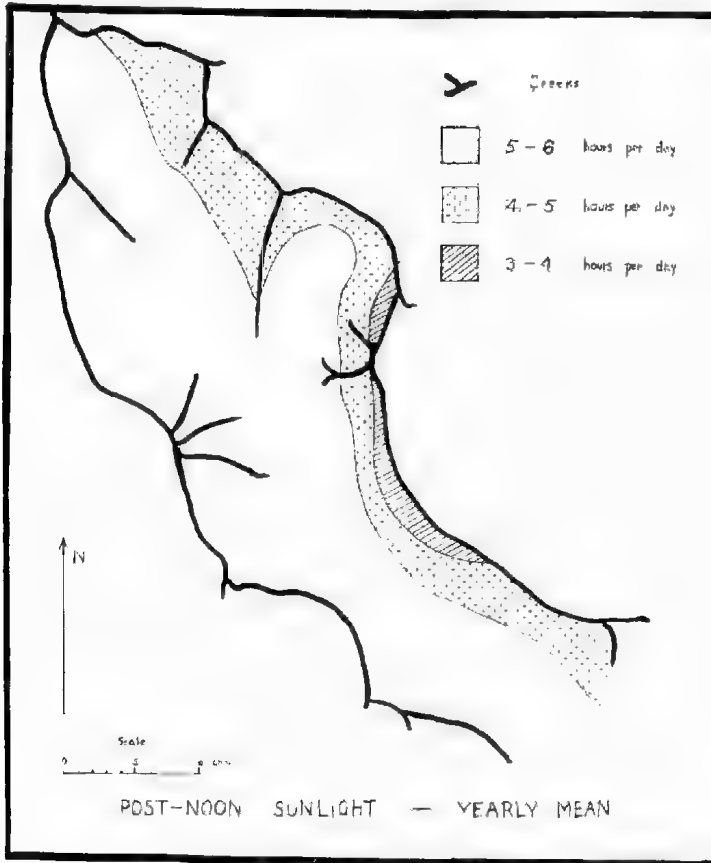 Creeks
5-6 hours per day
4-5 hours per day
3-4 hours per day
N
Scale
0 5
POST-NOON SUNLIGHT — YEARLY MEAN